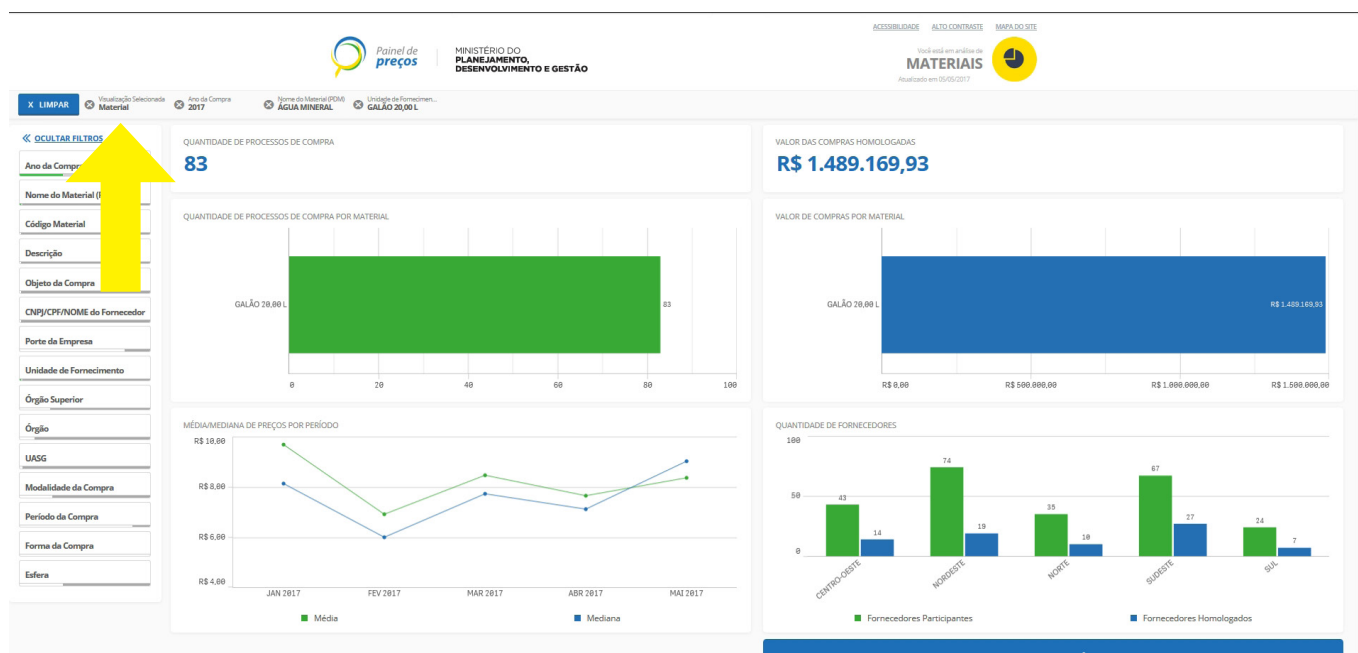 ACESSIBILIDADE ALTO CONTRASTE MAPA DO SITE
Painel de
preços
MINISTÉRIO DO
PLANEJAMENTO,
DESENVOLVIMENTO E GESTÃO
Você está em análise de
MATERIAIS
Atualizado em 05/05/2017
X LIMPAR
Visualização Selecionada
Material
Ano da Compra
2017
Nome do Material (PDM)
ÁGUA MINERAL
Unidade de Fornecimen...
GALÃO 20,00 L
OCULTAR FILTROS
Ano da Compra
Nome do Material (P
Código Material
Descrição
Objeto da Compra
CNPJ/CPF/NOME do Fornecedor
Porte da Empresa
Unidade de Fornecimento
Órgão Superior
Órgão
UASG
Modalidade da Compra
Período da Compra
Forma da Compra
Esfera
QUANTIDADE DE PROCESSOS DE COMPRA
83
VALOR DAS COMPRAS HOMOLOGADAS
R$ 1.489.169,93
QUANTIDADE DE PROCESSOS DE COMPRA POR MATERIAL
GALÃO 20,00 L
83
0 20 40 60 80 100
VALOR DE COMPRAS POR MATERIAL
GALÃO 20,00 L
R$ 1.489.169,93
R$ 0,00 R$ 500.000,00 R$ 1.000.000,00 R$ 1.500.000,00
MÉDIA/MEDIANA DE PREÇOS POR PERÍODO
R$ 10,00
R$ 8,00
R$ 6,00
R$ 4,00
JAN 2017 FEV 2017 MAR 2017 ABR 2017 MAI 2017
Média Mediana
QUANTIDADE DE FORNECEDORES
100
50
0
43 14 74 19 35 10 67 27 24 7
CENTRO-OESTE NORDESTE NORTE SUDESTE SUL
Fornecedores Participantes Fornecedores Homologados